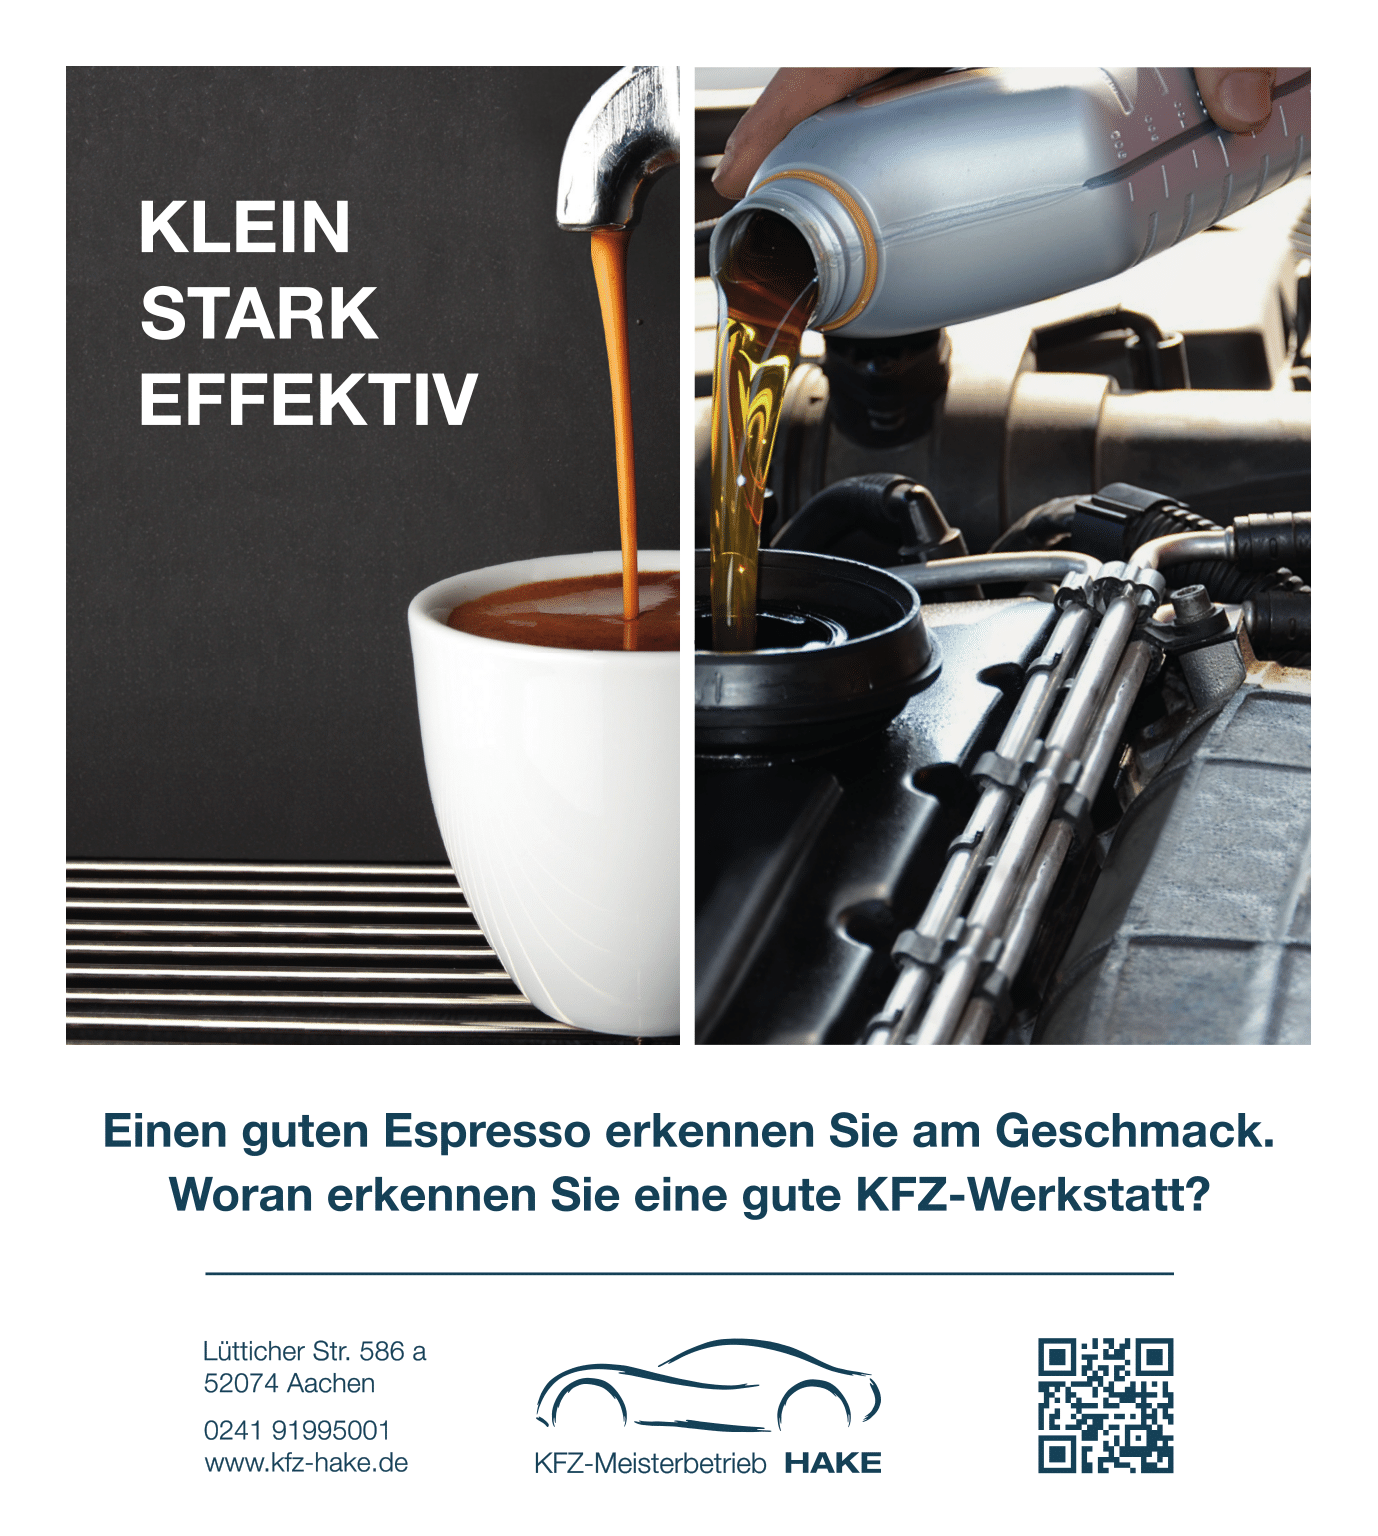 KLEIN
STARK
EFFEKTIV
Einen guten Espresso erkennen Sie am Geschmack.
Woran erkennen Sie eine gute KFZ-Werkstatt?
Lütticher Str. 586 a
52074 Aachen
0241 91995001
www.kfz-hake.de
KFZ-Meisterbetrieb HAKE